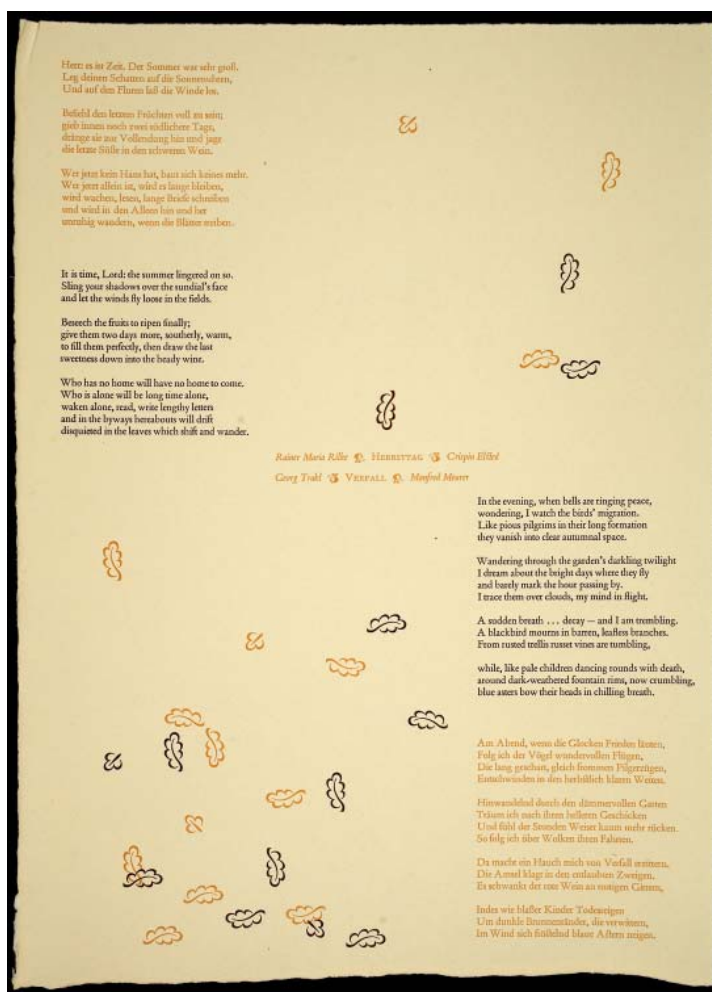 Herr: es ist Zeit. Der Sommer war sehr groß.
Leg deinen Schatten auf die Sonnenuhren,
Und auf den Fluren laß die Winde los.
Befiehl den letzten Früchten voll zu sein;
gieb innen noch zwei südlichere Tage,
dränge sie zur Vollendung hin und jage
die letzte Süße in den schweren Wein.
Wer jetzt kein Haus hat, baut sich keines mehr.
Wer jetzt allein ist, wird es lange bleiben,
wird wachen, lesen, lange Briefe schreiben
und wird in den Alleen hin und her
unruhig wandern, wenn die Blätter treiben.
It is time, Lord: the summer lingered on so.
Sling your shadows over the sundial's face
and let the winds fly loose in the fields.
Beseech the fruits to ripen finally;
give them two days more, southerly, warm,
to fill them perfectly, then draw the last
sweetness down into the heady wine.
Who has no home will have no home to come.
Who is alone will be long time alone,
waken alone, read, write lengthy letters
and in the byways hereabouts will drift
disquieted in the leaves which shift and wander.
Rainer Maria Rilke HERBSTTAG Crispin Elsted
Georg Trakl VERFALL Manfred Meurer
In the evening, when bells are ringing peace,
wondering, I watch the birds' migration.
Like pious pilgrims in their long formation
they vanish into clear autumnal space.
Wandering through the garden's darkling twilight
I dream about the bright days where they fly
and barely mark the hour passing by.
I trace them over clouds, my mind in flight.
A sudden breath ... decay — and I am trembling.
A blackbird mourns in barren, leafless branches.
From rusted trellis russet vines are tumbling,
while, like pale children dancing rounds with death,
around dark-weathered fountain rims, now crumbling,
blue asters bow their heads in chilling breath.
Am Abend, wenn die Glocken Frieden läuten,
Folg ich der Vögel wundervollen Flügen,
Die lang geschart, gleich frommen Pilgerzügen,
Entschwinden in den herbstlich klaren Weiten.
Hinwandelnd durch den dämmervollen Garten
Träum ich nach ihren helleren Geschicken
Und fühl der Stunden Weiser kaum mehr rücken.
So folg ich über Wolken ihren Fahrten.
Da macht ein Hauch mich von Verfall erzittern.
Die Amsel klagt in den entlaubten Zweigen.
Es schwankt der rote Wein an rostigen Gittern,
Indes wie blaßer Kinder Todesreigen
Um dunkle Brunnenränder, die verwittern,
Im Wind sich fröstelnd blaue Astern neigen.